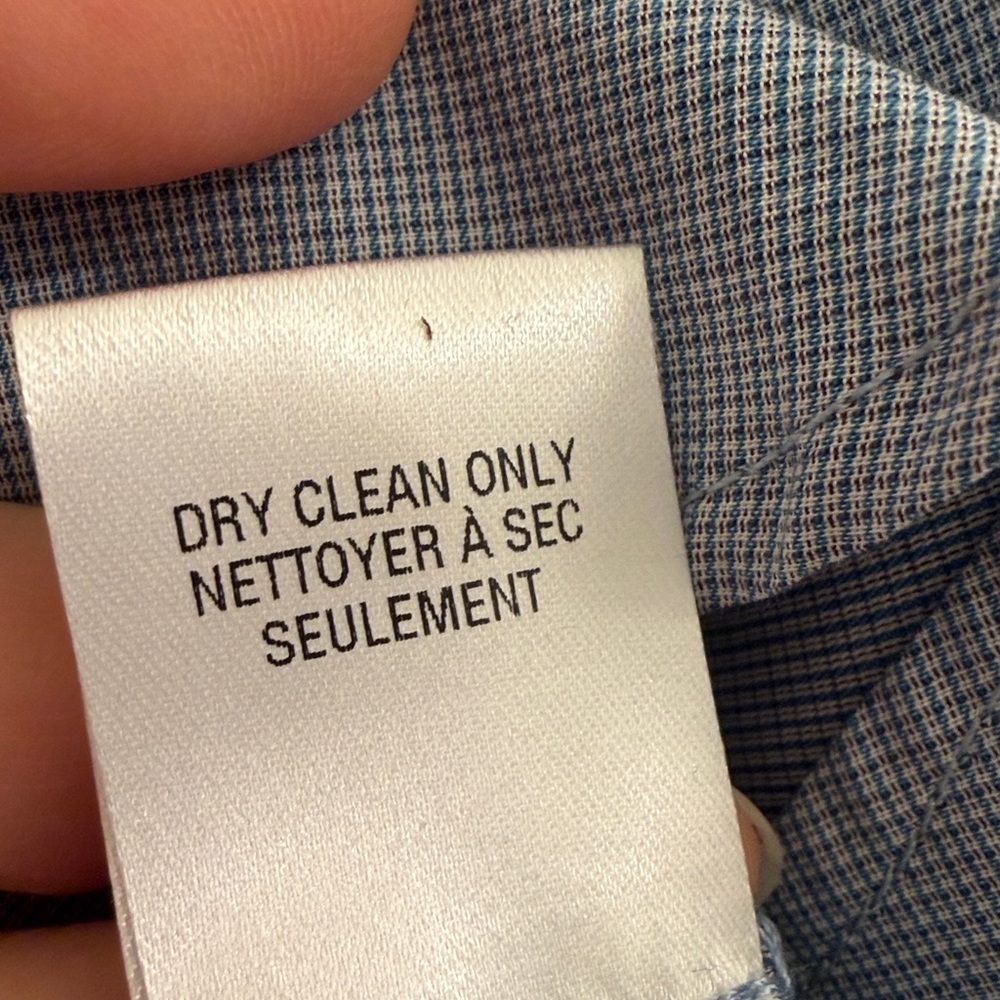 DRY CLEAN ONLY
NETTOYER À SEC
SEULEMENT